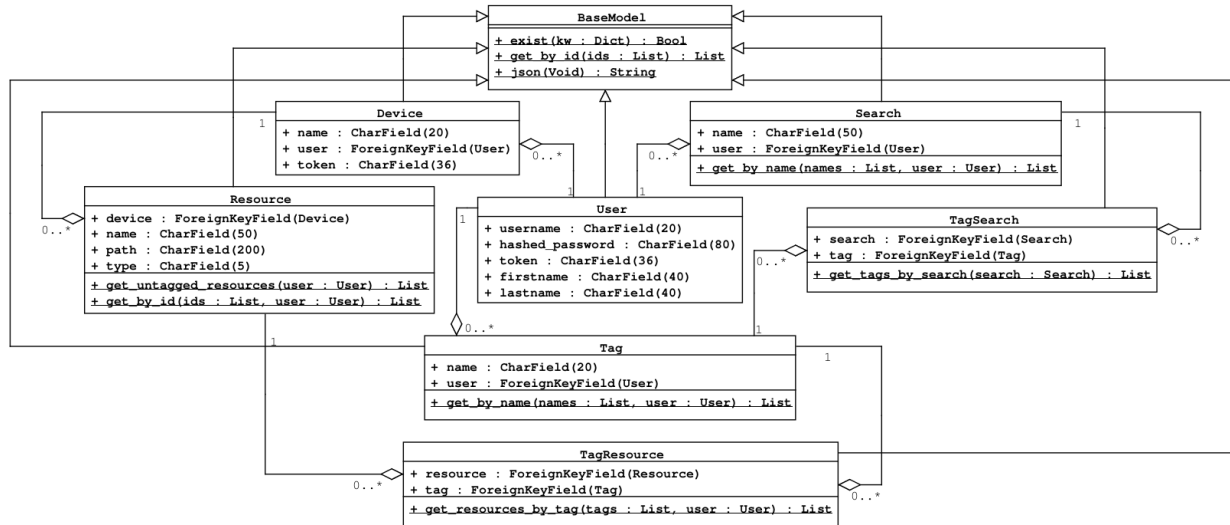 BaseModel
+ exist(kw : Dict) : Bool
+ get_by_id(ids : List) : List
+ json(Void) : String
Device
+ name : CharField(20)
+ user : ForeignKeyField(User)
+ token : CharField(36)
Search
+ name : CharField(50)
+ user : ForeignKeyField(User)
+ get_by_name(names : List, user : User) : List
1
0..*
1
0..*
1
1
Resource
+ device : ForeignKeyField(Device)
+ name : CharField(50)
+ path : CharField(200)
+ type : CharField(5)
+ get_untagged_resources(user : User) : List
+ get_by_id(ids : List, user : User) : List
0..*
1
User
+ username : CharField(20)
+ hashed_password : CharField(80)
+ token : CharField(36)
+ firstname : CharField(40)
+ lastname : CharField(40)
TagSearch
+ search : ForeignKeyField(Search)
+ tag : ForeignKeyField(Tag)
+ get_tags_by_search(search : Search) : List
0..*
0..*
0..*
1
1
1
Tag
+ name : CharField(20)
+ user : ForeignKeyField(User)
+ get_by_name(names : List, user : User) : List
TagResource
+ resource : ForeignKeyField(Resource)
+ tag : ForeignKeyField(Tag)
+ get_resources_by_tag(tags : List, user : User) : List
0..*
0..*